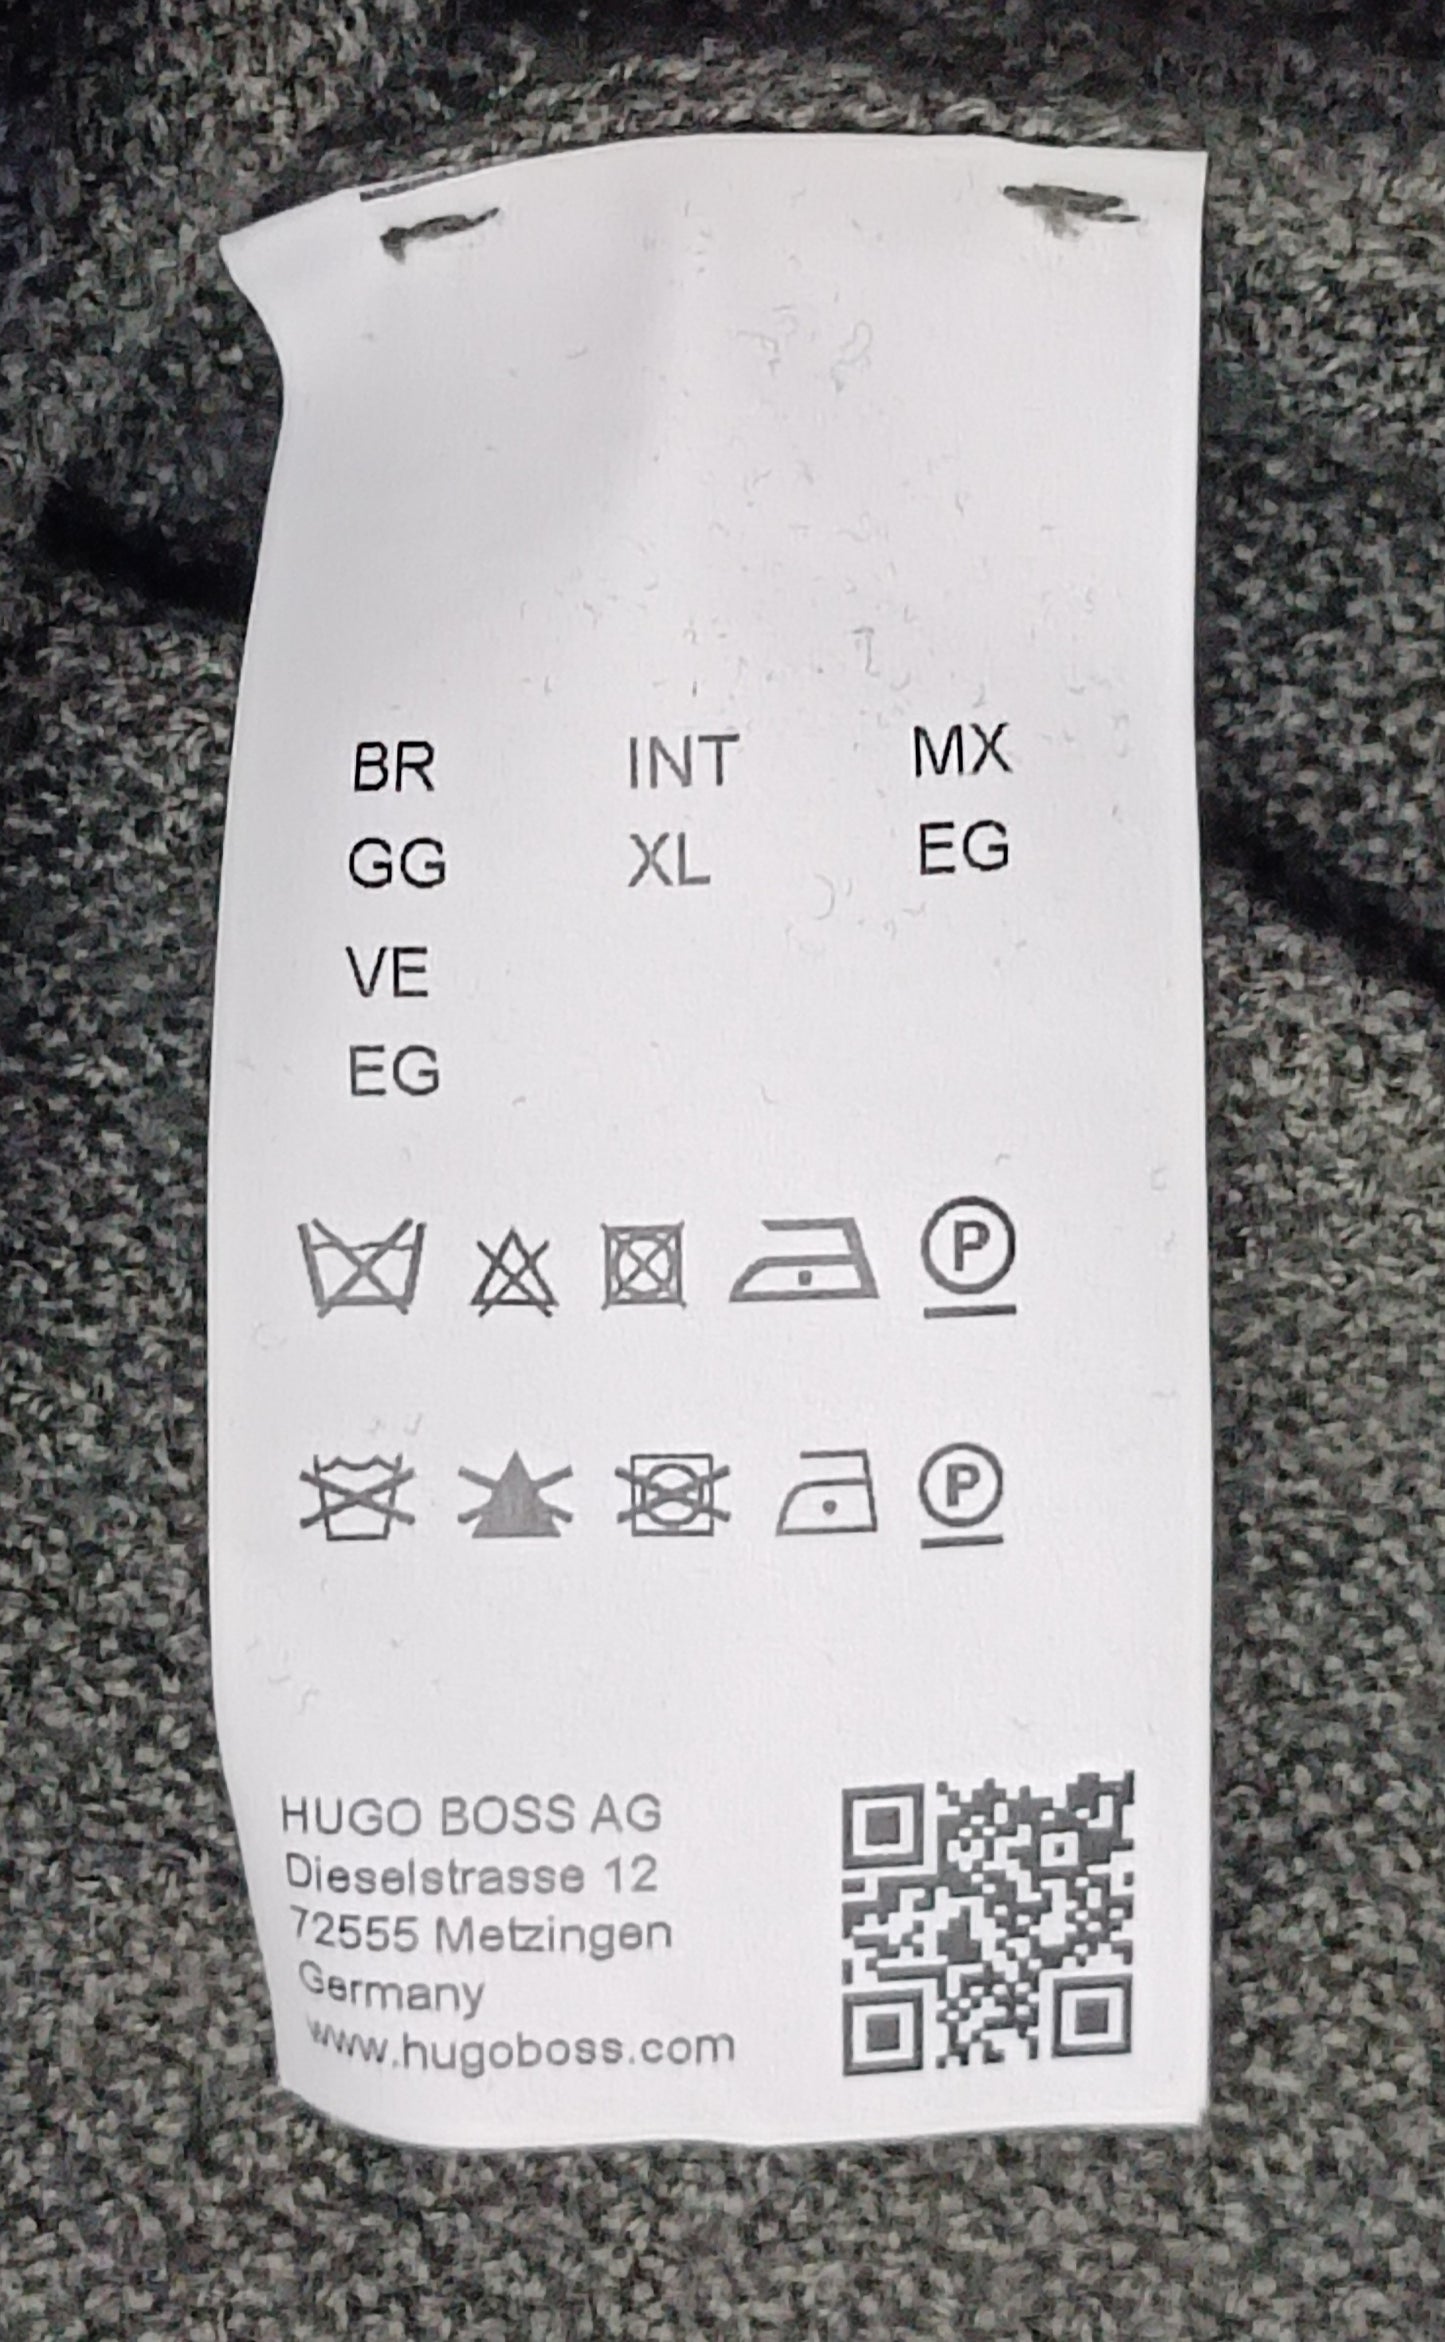 BR INT MX
GG XL EG
VE
EG
P
P
HUGO BOSS AG
Dieselstrasse 12
72555 Metzingen
Germany
www.hugoboss.com